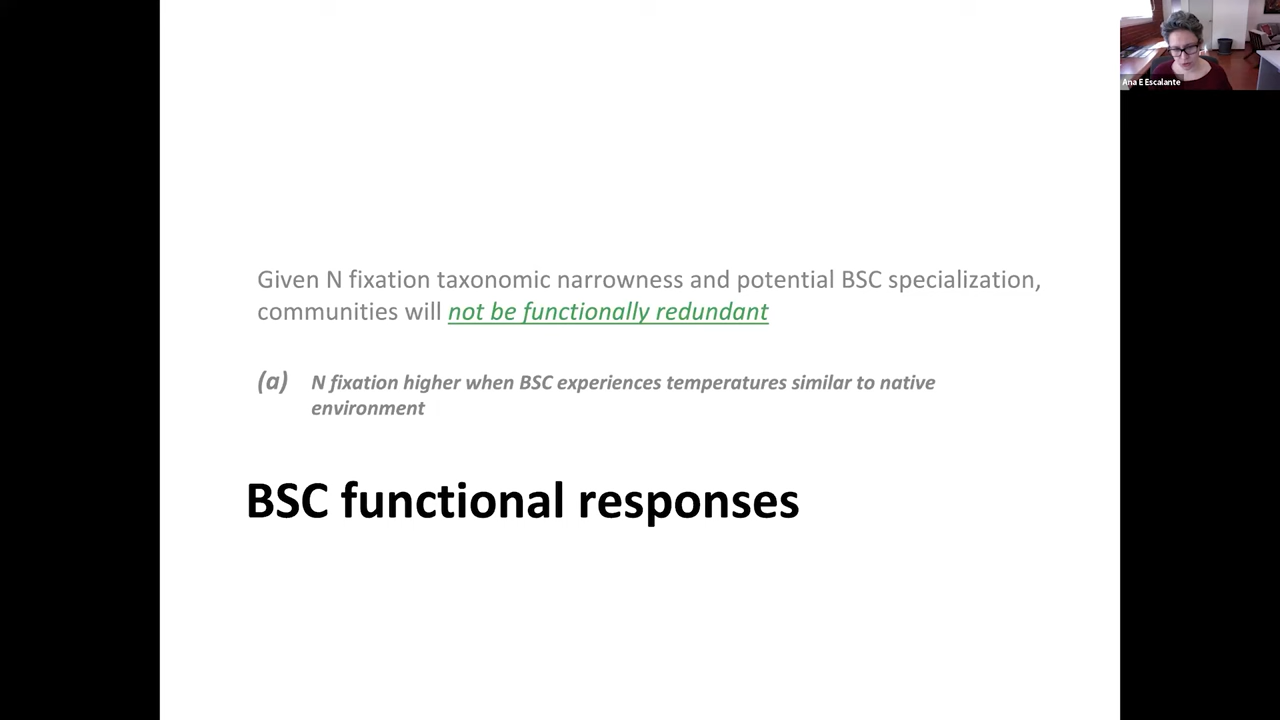 Ana E Escalante
Given N fixation taxonomic narrowness and potential BSC specialization,
communities will not be functionally redundant
(a) N fixation higher when BSC experiences temperatures similar to native
environment
BSC functional responses